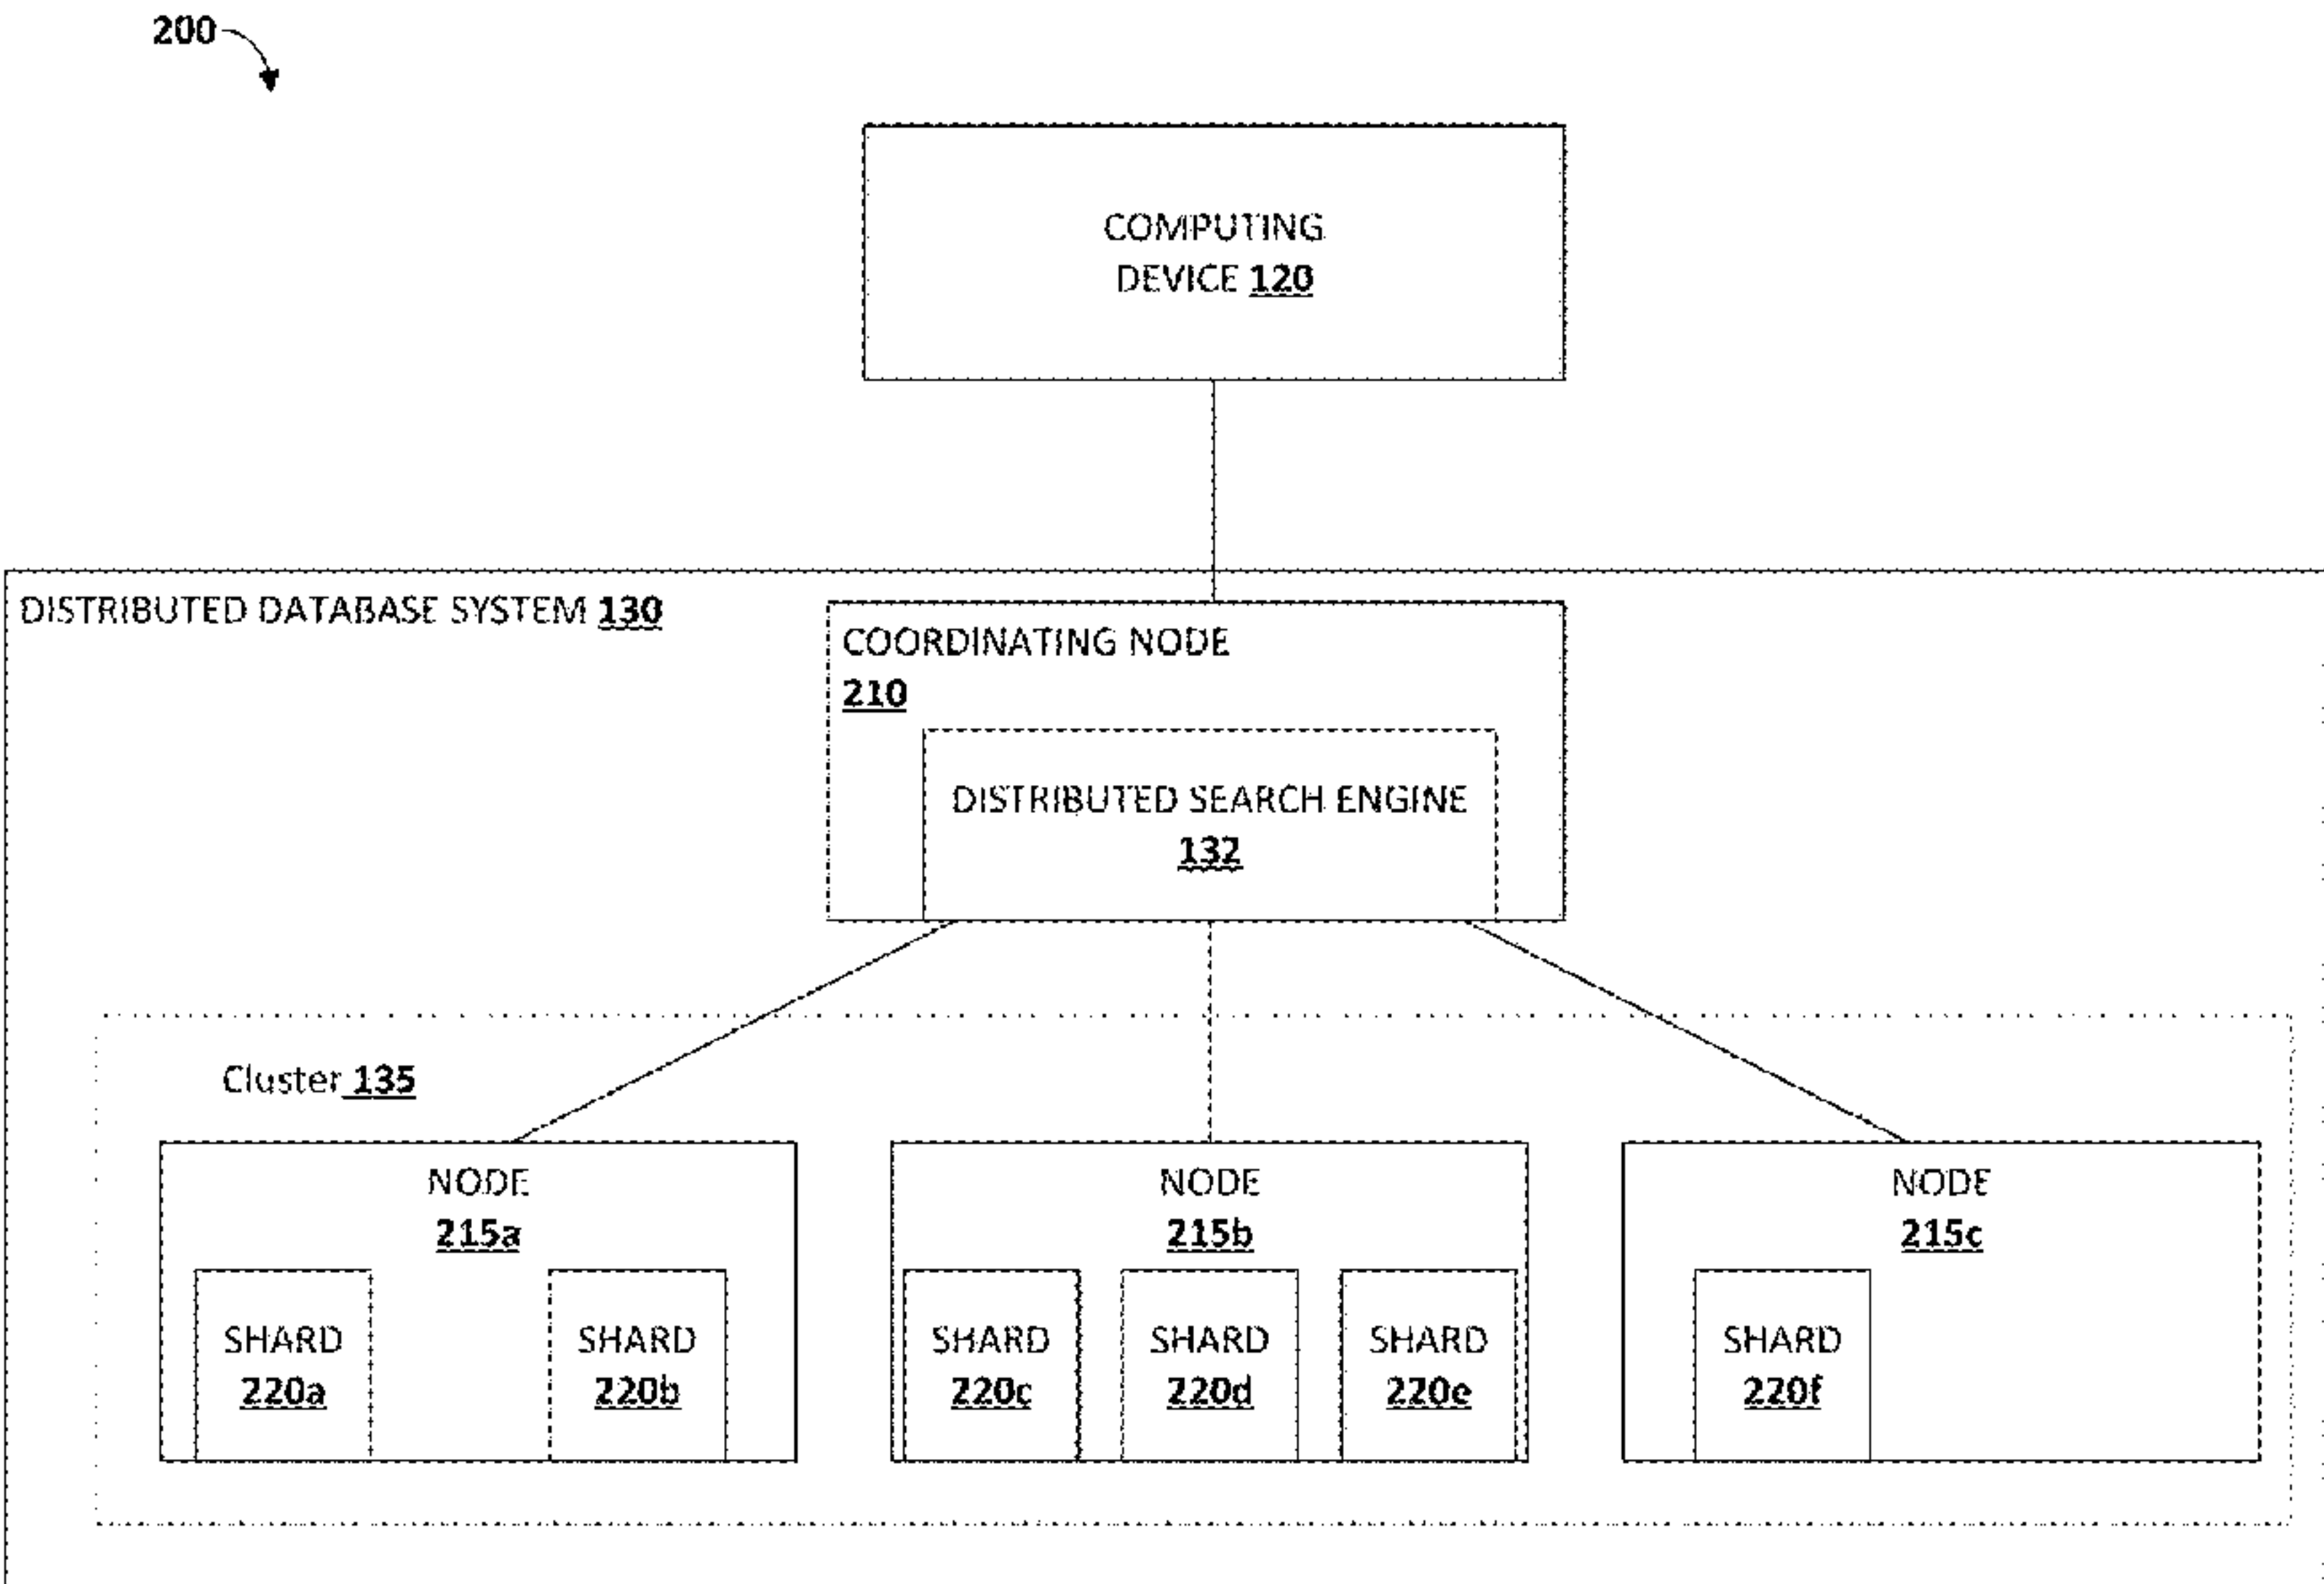 200
COMPUTING
DEVICE 120
DISTRIBUTED DATABASE SYSTEM 130
COORDINATING NODE
210
DISTRIBUTED SEARCH ENGINE
132
Cluster 135
NODE
215a
SHARD
220a
SHARD
220b
NODE
215b
SHARD
220c
SHARD
220d
SHARD
220e
NODE
215c
SHARD
220f